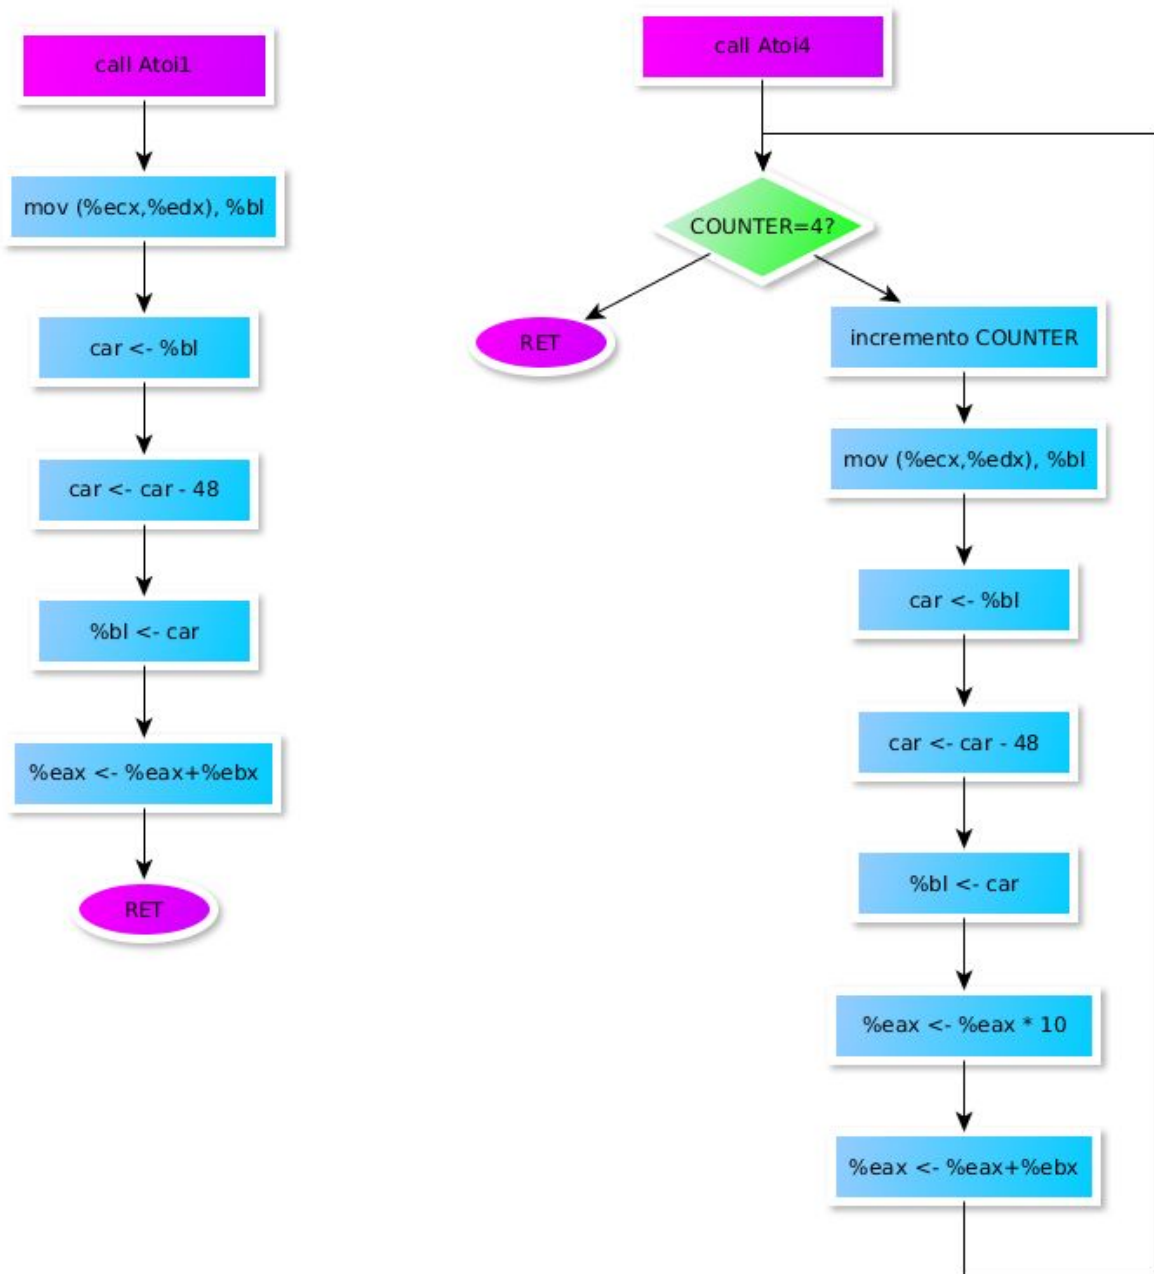 call Atoi1
mov (%ecx,%edx), %bl
car <- %bl
car <- car - 48
%bl <- car
%eax <- %eax+%ebx
RET
call Atoi4
COUNTER=4?
RET
incremento COUNTER
mov (%ecx,%edx), %bl
car <- %bl
car <- car - 48
%bl <- car
%eax <- %eax * 10
%eax <- %eax+%ebx